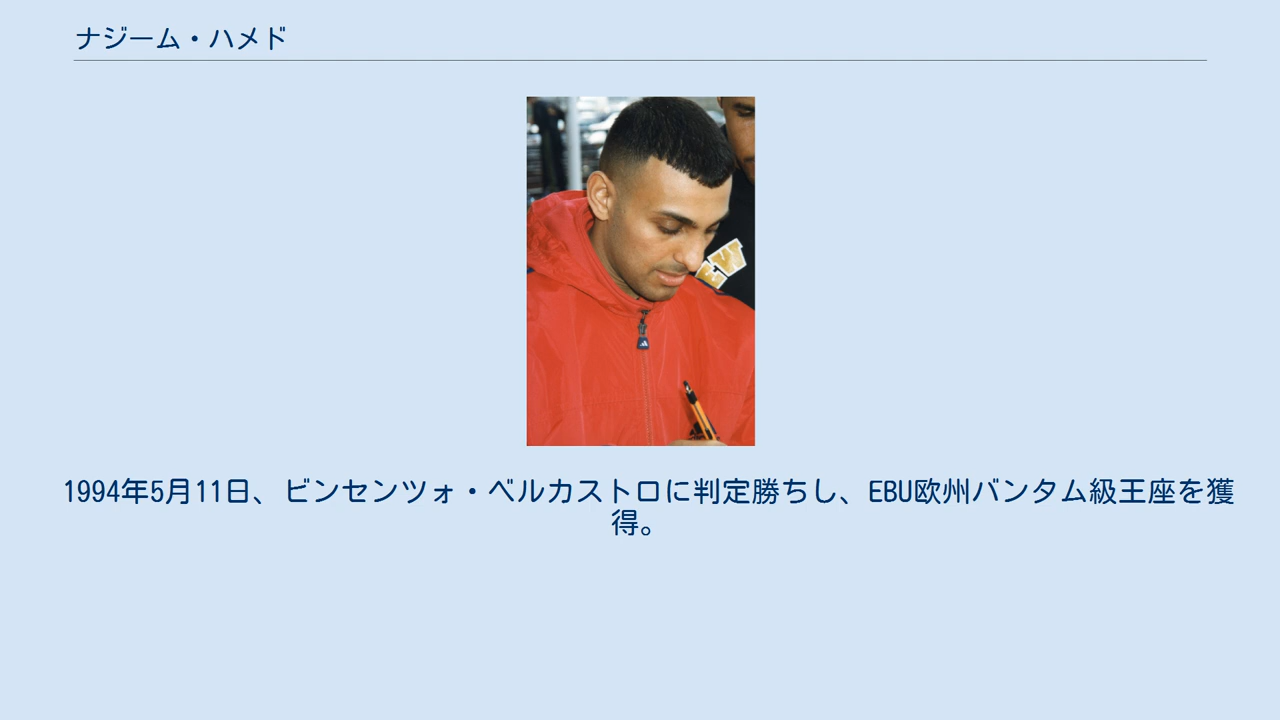 ナジーム・ハメド
EW
1994年5月11日、ビンセンツォ・ベルカストロに判定勝ちし、EBU欧州バンタム級王座を獲
得。